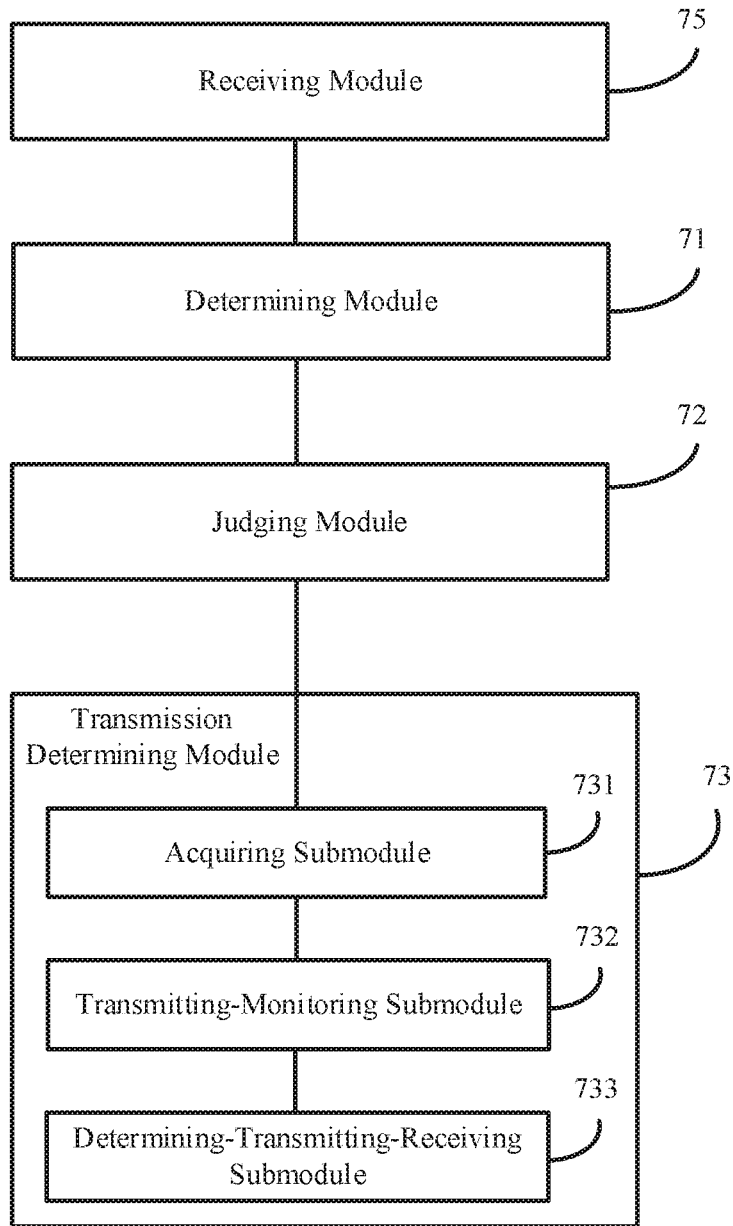 75
Receiving Module
71
Determining Module
72
Judging Module
Transmission
Determining Module
73
731
Acquiring Submodule
732
Transmitting-Monitoring Submodule
733
Determining-Transmitting-Receiving
Submodule